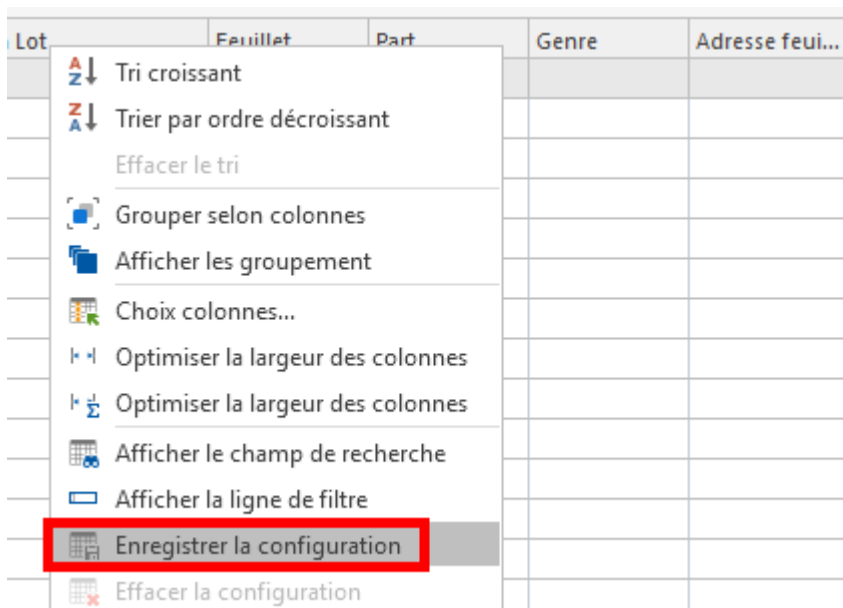 Lot Feuillet Part Genre Adresse feui...
Tri croissant
Trier par ordre décroissant
Effacer le tri
Grouper selon colonnes
Afficher les groupement
Choix colonnes...
Optimiser la largeur des colonnes
Optimiser la largeur des colonnes
Afficher le champ de recherche
Afficher la ligne de filtre
Enregistrer la configuration
Effacer la configuration